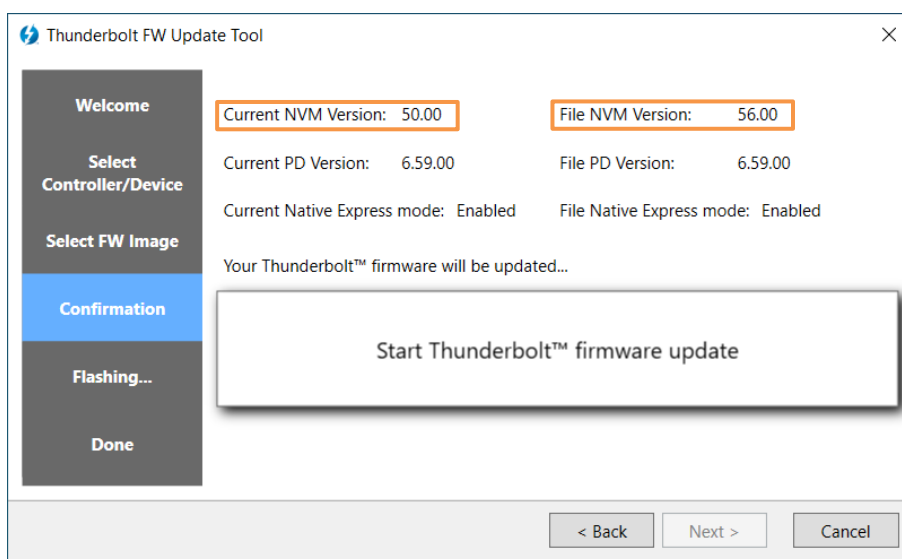 Thunderbolt FW Update Tool
Welcome
Select
Controller/Device
Select FW Image
Confirmation
Flashing...
Done
Current NVM Version: 50.00
File NVM Version: 56.00
Current PD Version: 6.59.00
File PD Version: 6.59.00
Current Native Express mode: Enabled
File Native Express mode: Enabled
Your Thunderbolt™ firmware will be updated...
Start Thunderbolt™ firmware update
< Back
Next >
Cancel